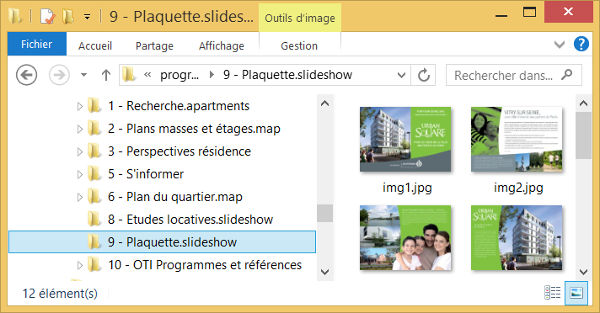 9 - Plaquette.slides...
Outils d'image
Fichier
Accueil
Partage
Affichage
Gestion
progr... 9 - Plaquette.slideshow
Rechercher dans...
1 - Recherche.apartments
2 - Plans masses et étages.map
3 - Perspectives résidence
5 - S'informer
6 - Plan du quartier.map
8 - Etudes locatives.slideshow
9 - Plaquette.slideshow
10 - OTI Programmes et références
URBAN
SQUARE
img1.jpg
VITRY SUR SEINE,
img2.jpg
URBAN
SQUARE
12 élément(s)